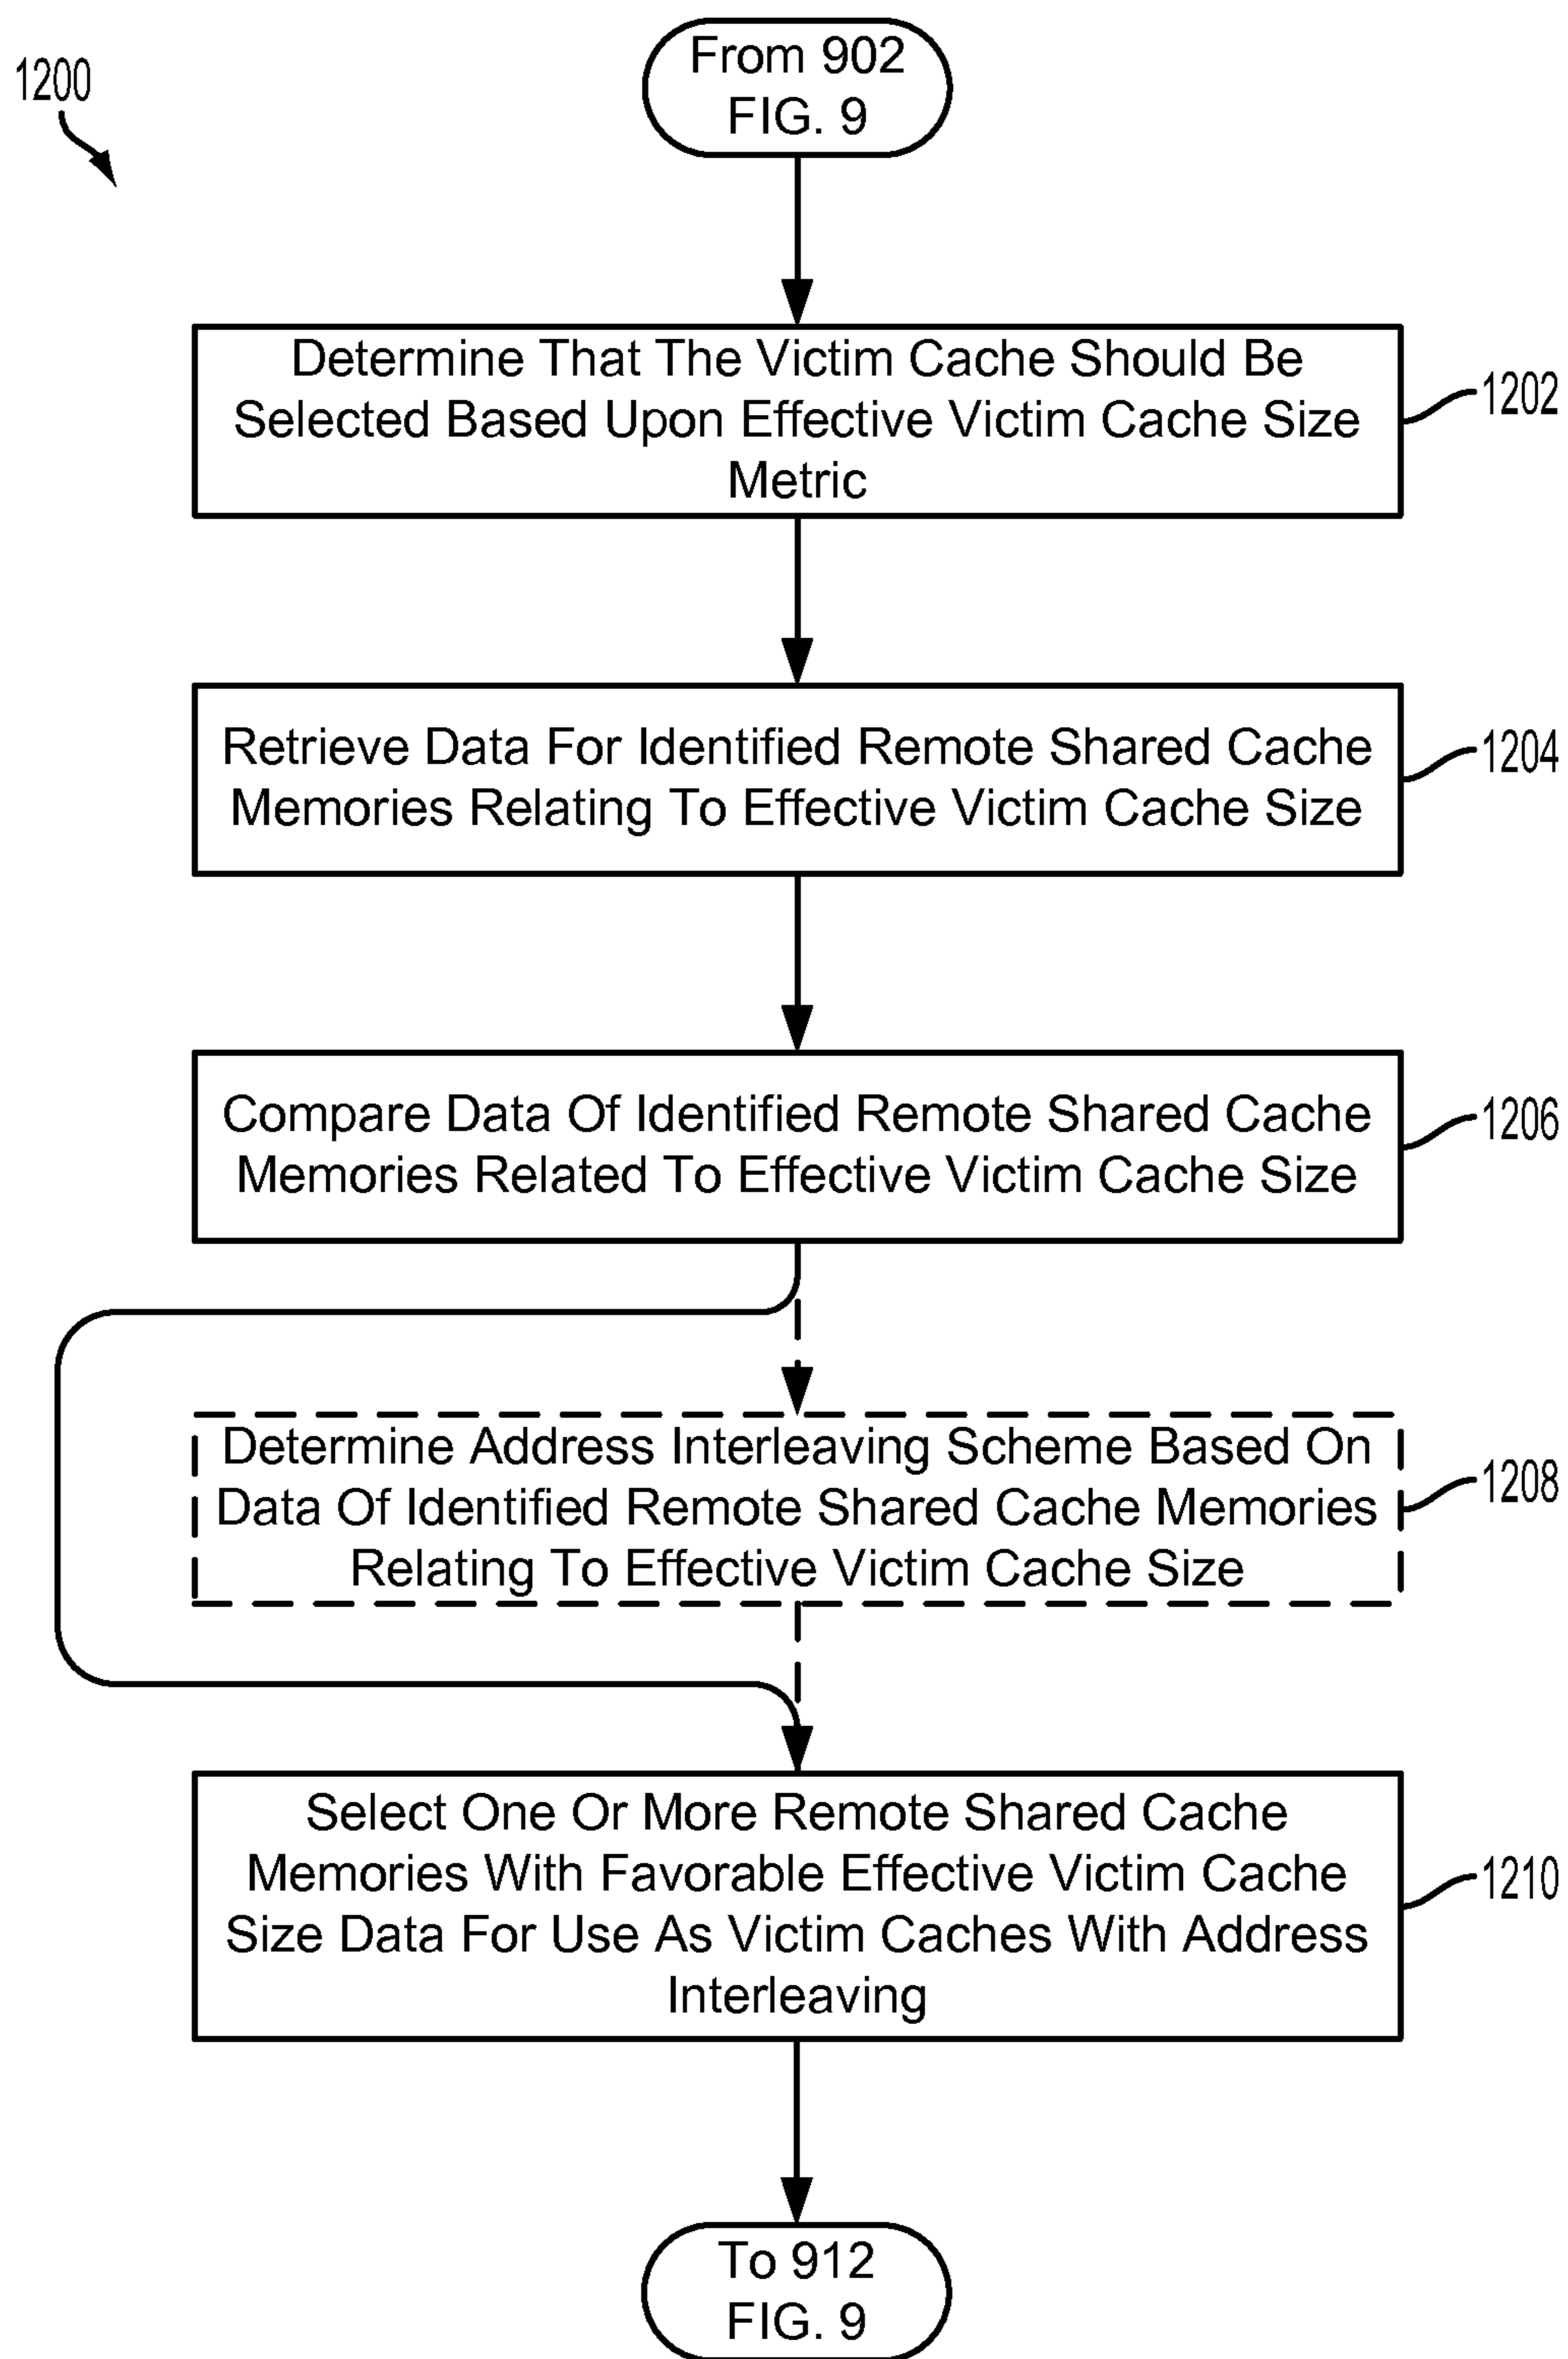 1200
From 902
FIG. 9
Determine That The Victim Cache Should Be
Selected Based Upon Effective Victim Cache Size
Metric
1202
Retrieve Data For Identified Remote Shared Cache
Memories Relating To Effective Victim Cache Size
1204
Compare Data Of Identified Remote Shared Cache
Memories Related To Effective Victim Cache Size
1206
Determine Address Interleaving Scheme Based On
Data Of Identified Remote Shared Cache Memories
Relating To Effective Victim Cache Size
1208
Select One Or More Remote Shared Cache
Memories With Favorable Effective Victim Cache
Size Data For Use As Victim Caches With Address
Interleaving
1210
To 912
FIG. 9